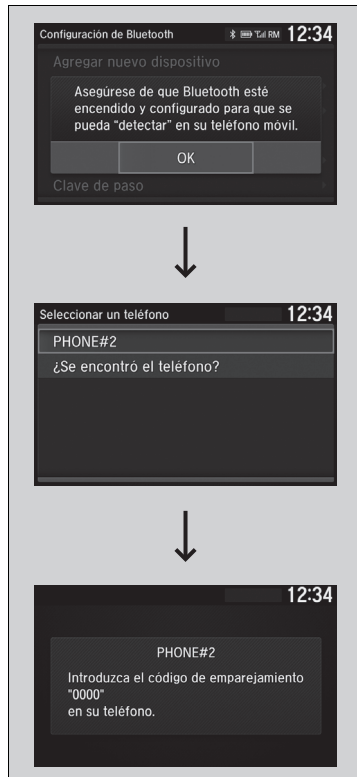 Configuración de Bluetooth RM 12:34
Agregar nuevo dispositivo
Asegúrese de que Bluetooth esté
encendido y configurado para que se
pueda “detectar” en su teléfono móvil.
OK
Clave de paso
Seleccionar un teléfono 12:34
PHONE#2
¿Se encontró el teléfono?
12:34
PHONE#2
Introduzca el código de emparejamiento
"0000"
en su teléfono.